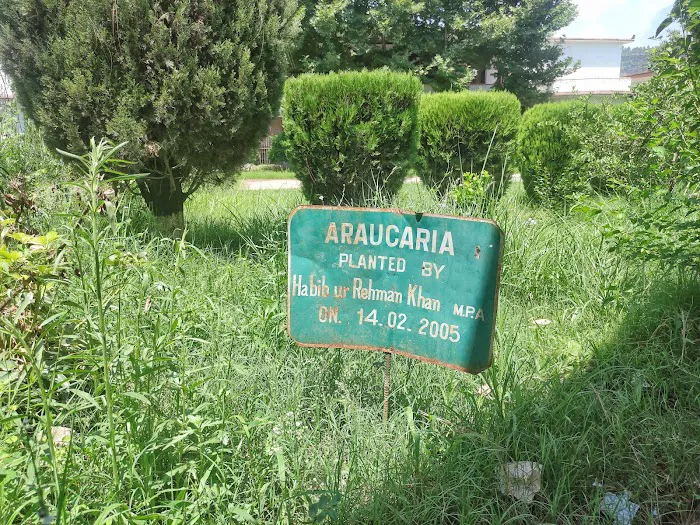 ARAUCARIA
PLANTED BY
Habib ur Rehman Khan M.P.A
ON. 14.02.2005